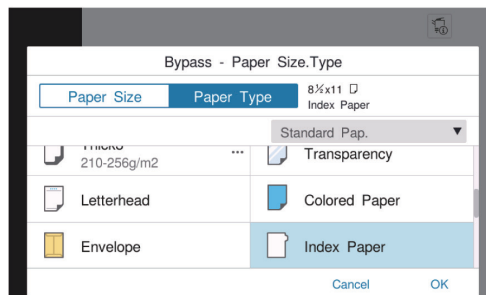 Bypass - Paper Size.Type
Paper Size
Paper Type
8½x11
Index Paper
Standard Pap.
210-256g/m2
Transparency
Letterhead
Colored Paper
Envelope
Index Paper
Cancel
OK